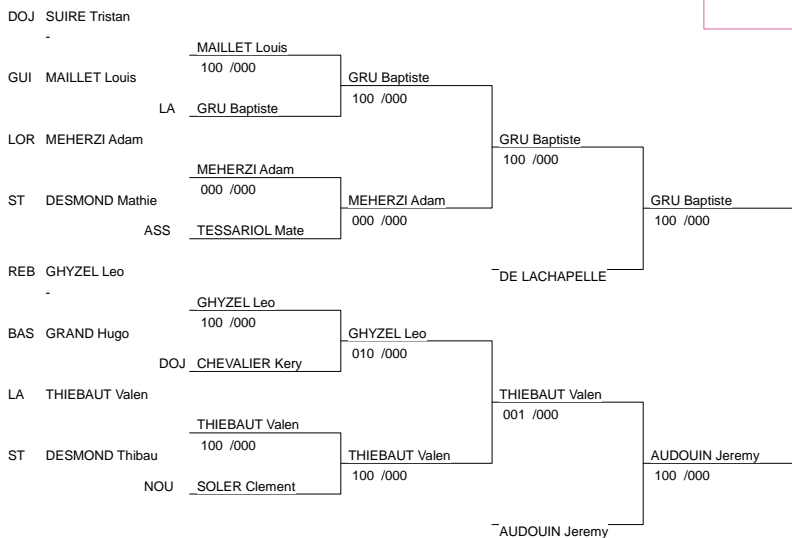 DOJ SUIRE Tristan
-
MAILLET Louis
100 /000
GUI MAILLET Louis
GRU Baptiste
100 /000
LA GRU Baptiste
LOR MEHERZI Adam
GRU Baptiste
100 /000
MEHERZI Adam
000 /000
ST DESMOND Mathie
MEHERZI Adam
000 /000
GRU Baptiste
100 /000
ASS TESSARIOL Mate
REB GHYZEL Leo
-
DE LACHAPELLE
GHYZEL Leo
100 /000
BAS GRAND Hugo
GHYZEL Leo
010 /000
DOJ CHEVALIER Kery
LA THIEBAUT Valen
THIEBAUT Valen
001 /000
THIEBAUT Valen
100 /000
ST DESMOND Thibau
THIEBAUT Valen
100 /000
AUDOUIN Jeremy
100 /000
NOU SOLER Clement
AUDOUIN Jeremy